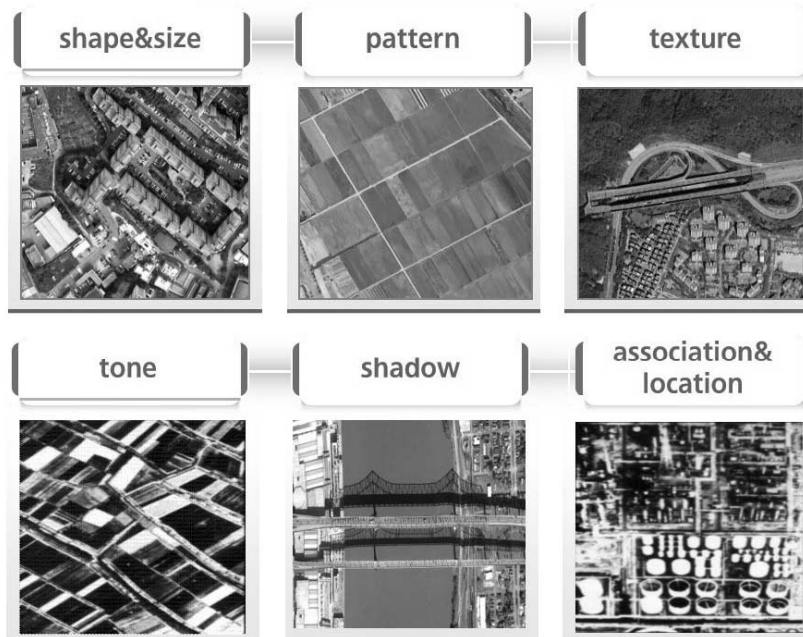 shape&size
pattern
texture
tone
shadow
association&
location